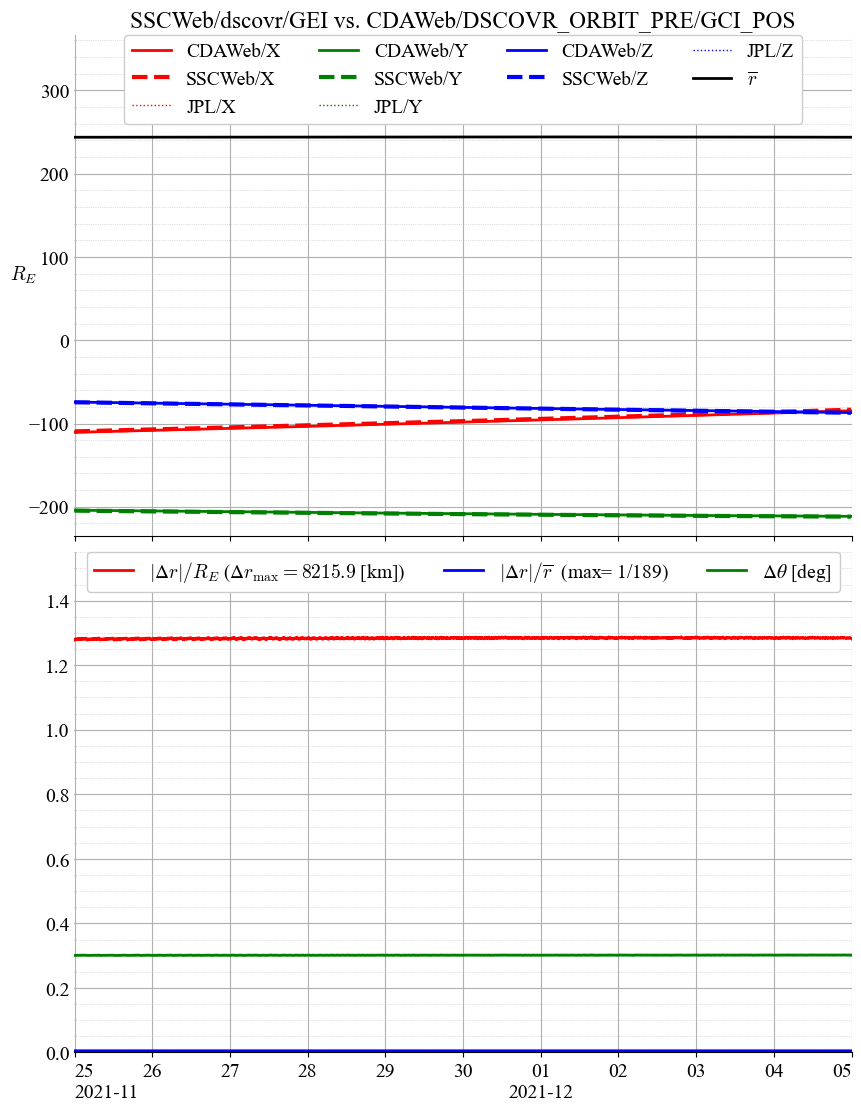 SSCWeb/dscovr/GEI vs. CDAWeb/DSCOVR_ORBIT_PRE/GCI_POS
CDAWeb/X CDAWeb/Y CDAWeb/Z JPL/Z
SSCWeb/X SSCWeb/Y SSCWeb/Z r̅
JPL/X JPL/Y
300
200
100
R_E
0
−100
−200
|Δr|/R_E (Δr_max = 8215.9 [km]) |Δr|/r̅ (max= 1/189) Δθ [deg]
1.4
1.2
1.0
0.8
0.6
0.4
0.2
0.0
25 26 27 28 29 30 01 02 03 04 05
2021-11 2021-12